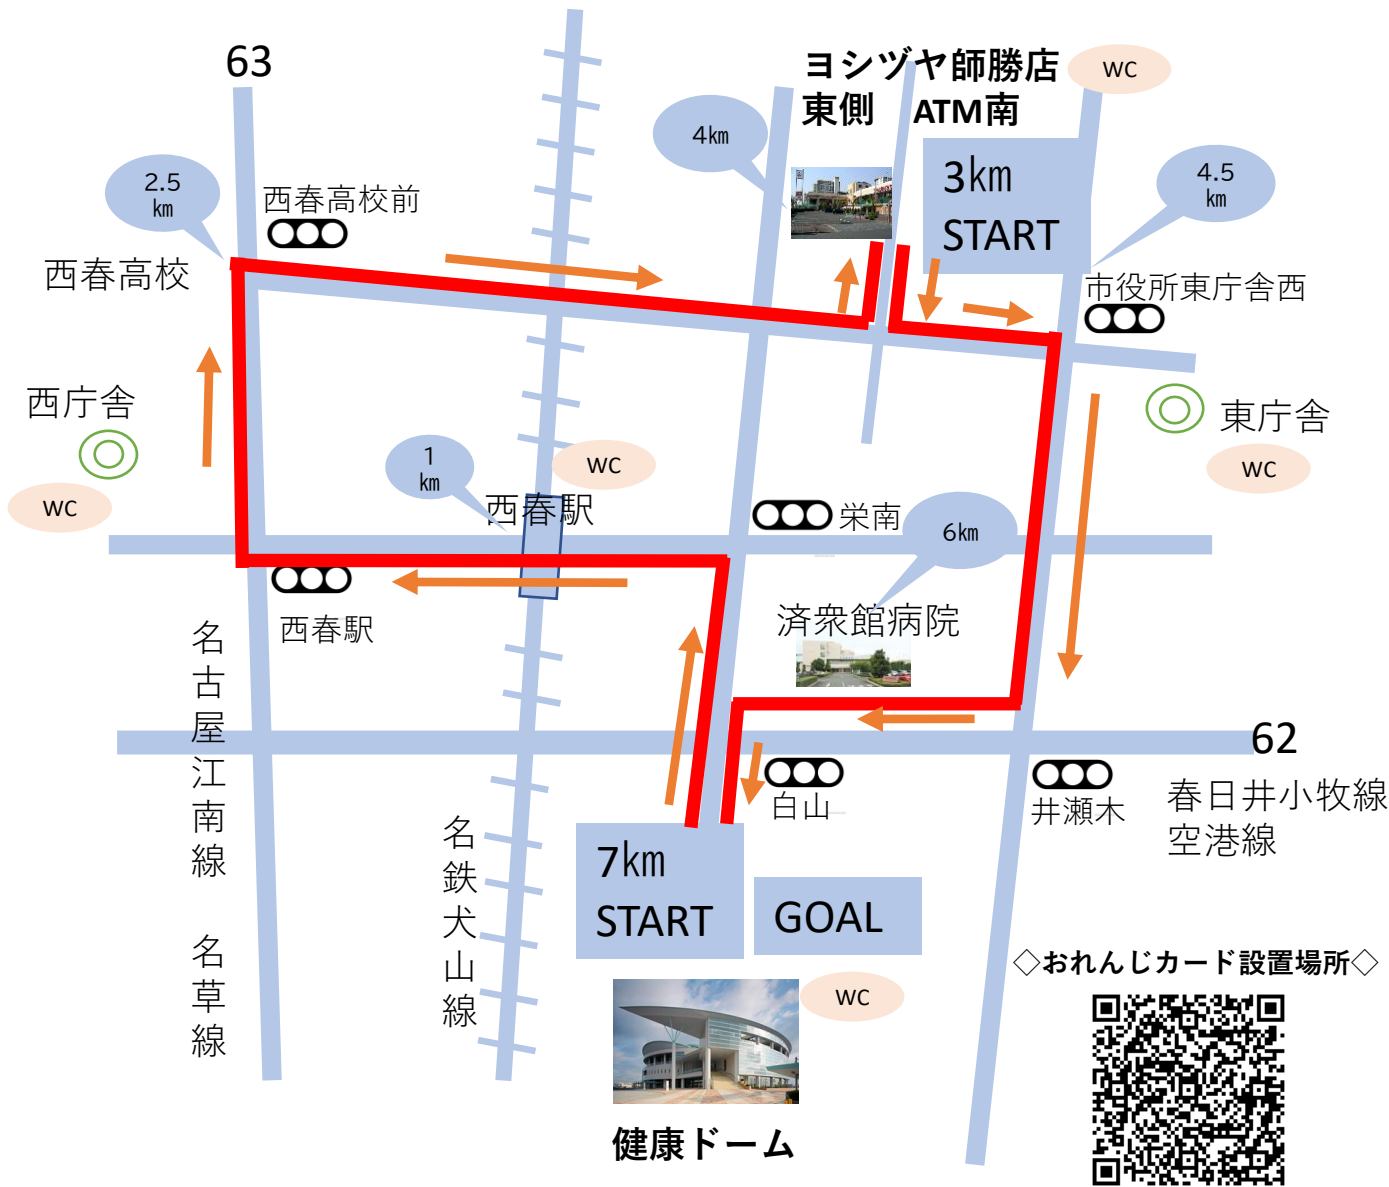 63
ヨシヅヤ師勝店
東側 ATM南
WC
4㎞
3㎞
START
2.5
㎞
4.5
㎞
西春高校前
西春高校
市役所東庁舎西
西庁舎
WC
東庁舎
WC
1
㎞
WC
西春駅
栄南
6㎞
西春駅
済衆館病院
名古屋江南線
名草線
名鉄犬山線
62
春日井小牧線
空港線
白山
井瀬木
7㎞
START
GOAL
WC
健康ドーム
◇おれんじカード設置場所◇